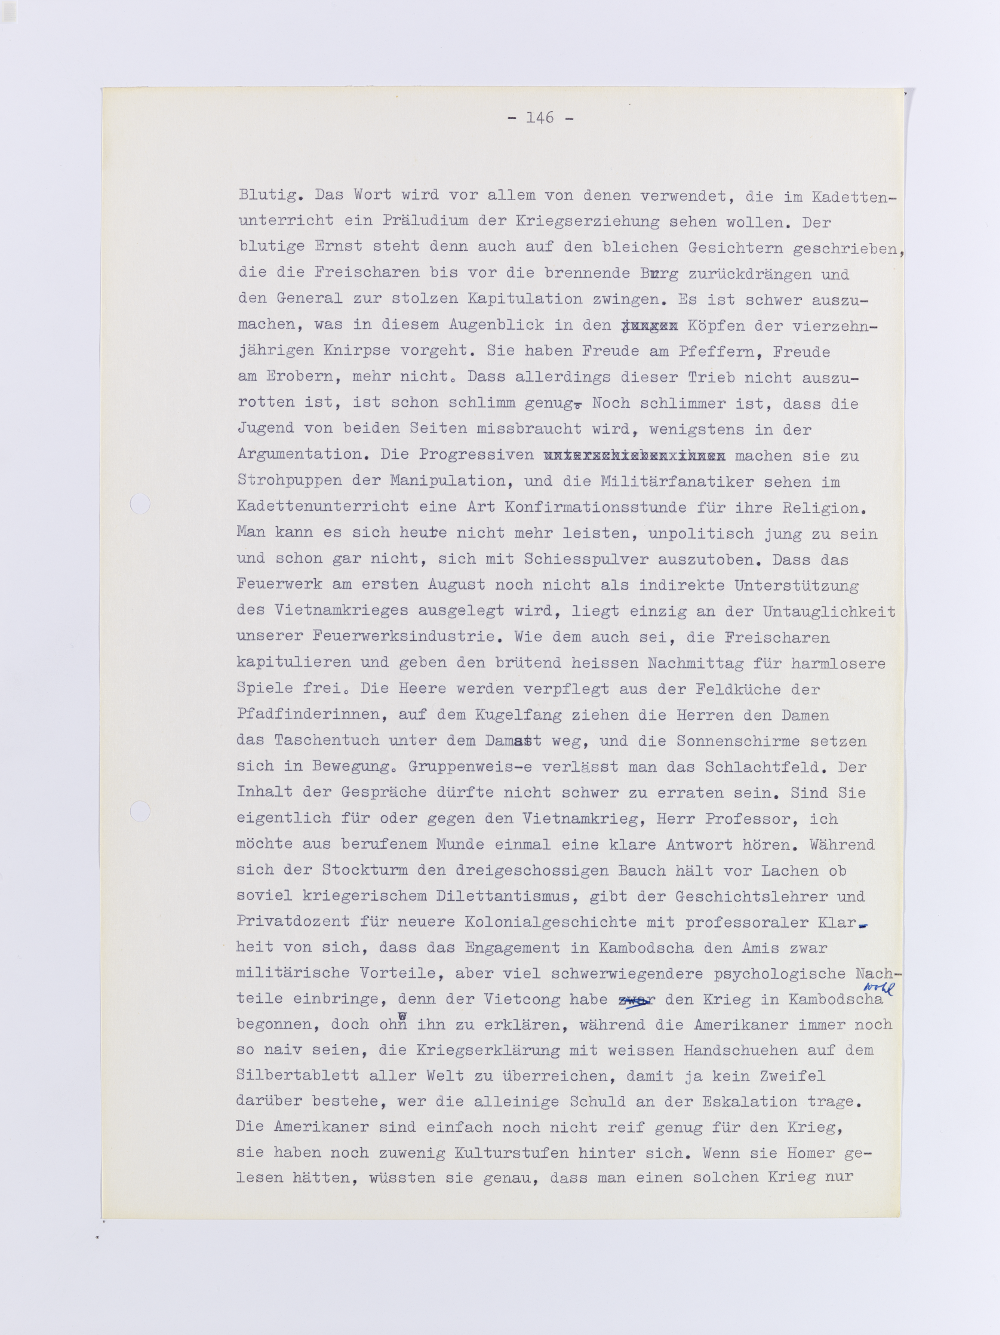 - 146 -
Blutig. Das Wort wird vor allem von denen verwendet, die im Kadetten-
unterricht ein Präludium der Kriegserziehung sehen wollen. Der
blutige Ernst steht denn auch auf den bleichen Gesichtern geschrieben,
die die Freischaren bis vor die brennende Burg zurückdrängen und
den General zur stolzen Kapitulation zwingen. Es ist schwer auszu-
machen, was in diesem Augenblick in den jungen Köpfen der vierzehn-
jährigen Knirpse vorgeht. Sie haben Freude am Pfeffern, Freude
am Erobern, mehr nicht. Dass allerdings dieser Trieb nicht auszu-
rotten ist, ist schon schlimm genug. Noch schlimmer ist, dass die
Jugend von beiden Seiten missbraucht wird, wenigstens in der
Argumentation. Die Progressiven unterschieben ihnen machen sie zu
Strohpuppen der Manipulation, und die Militärfanatiker sehen im
Kadettenunterricht eine Art Konfirmationsstunde für ihre Religion.
Man kann es sich heute nicht mehr leisten, unpolitisch jung zu sein
und schon gar nicht, sich mit Schiesspulver auszutoben. Dass das
Feuerwerk am ersten August noch nicht als indirekte Unterstützung
des Vietnamkrieges ausgelegt wird, liegt einzig an der Untauglichkeit
unserer Feuerwerksindustrie. Wie dem auch sei, die Freischaren
kapitulieren und geben den brütend heissen Nachmittag für harmlosere
Spiele frei. Die Heere werden verpflegt aus der Feldküche der
Pfadfinderinnen, auf dem Kugelfang ziehen die Herren den Damen
das Taschentuch unter dem Damast weg, und die Sonnenschirme setzen
sich in Bewegung. Gruppenweis-e verlässt man das Schlachtfeld. Der
Inhalt der Gespräche dürfte nicht schwer zu erraten sein. Sind Sie
eigentlich für oder gegen den Vietnamkrieg, Herr Professor, ich
möchte aus berufenem Munde einmal eine klare Antwort hören. Während
sich der Stockturm den dreigeschossigen Bauch hält vor Lachen ob
soviel kriegerischem Dilettantismus, gibt der Geschichtslehrer und
Privatdozent für neuere Kolonialgeschichte mit professoraler Klar-
heit von sich, dass das Engagement in Kambodscha den Amis zwar
militärische Vorteile, aber viel schwerwiegendere psychologische Nach-
teile einbringe, denn der Vietcong habe zwar den Krieg in Kambodscha wohl
begonnen, doch ohne ihn zu erklären, während die Amerikaner immer noch
so naiv seien, die Kriegserklärung mit weissen Handschuehen auf dem
Silbertablett aller Welt zu überreichen, damit ja kein Zweifel
darüber bestehe, wer die alleinige Schuld an der Eskalation trage.
Die Amerikaner sind einfach noch nicht reif genug für den Krieg,
sie haben noch zuwenig Kulturstufen hinter sich. Wenn sie Homer ge-
lesen hätten, wüssten sie genau, dass man einen solchen Krieg nur